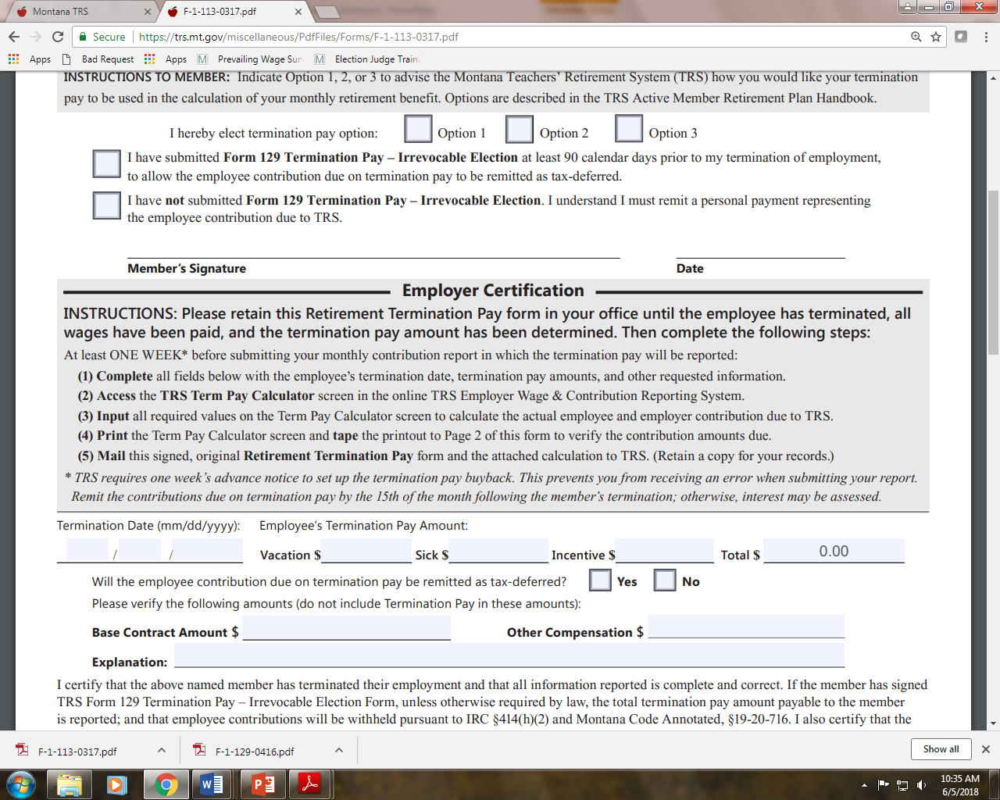 Montana TRS
F-1-113-0317.pdf
Secure
https://trs.mt.gov/miscellaneous/PdfFiles/Forms/F-1-113-0317.pdf
Apps
Bad Request
Apps
M
Prevailing Wage Sur
M
Election Judge Traini
INSTRUCTIONS TO MEMBER: Indicate Option 1, 2, or 3 to advise the Montana Teachers' Retirement System (TRS) how you would like your termination
pay to be used in the calculation of your monthly retirement benefit. Options are described in the TRS Active Member Retirement Plan Handbook.
I hereby elect termination pay option: Option 1 Option 2 Option 3
I have submitted Form 129 Termination Pay – Irrevocable Election at least 90 calendar days prior to my termination of employment,
to allow the employee contribution due on termination pay to be remitted as tax-deferred.
I have not submitted Form 129 Termination Pay – Irrevocable Election. I understand I must remit a personal payment representing
the employee contribution due to TRS.
Member's Signature Date
Employer Certification
INSTRUCTIONS: Please retain this Retirement Termination Pay form in your office until the employee has terminated, all
wages have been paid, and the termination pay amount has been determined. Then complete the following steps:
At least ONE WEEK* before submitting your monthly contribution report in which the termination pay will be reported:
(1) Complete all fields below with the employee's termination date, termination pay amounts, and other requested information.
(2) Access the TRS Term Pay Calculator screen in the online TRS Employer Wage & Contribution Reporting System.
(3) Input all required values on the Term Pay Calculator screen to calculate the actual employee and employer contribution due to TRS.
(4) Print the Term Pay Calculator screen and tape the printout to Page 2 of this form to verify the contribution amounts due.
(5) Mail this signed, original Retirement Termination Pay form and the attached calculation to TRS. (Retain a copy for your records.)
* TRS requires one week's advance notice to set up the termination pay buyback. This prevents you from receiving an error when submitting your report.
Remit the contributions due on termination pay by the 15th of the month following the member's termination; otherwise, interest may be assessed.
Termination Date (mm/dd/yyyy): Employee's Termination Pay Amount:
/ / Vacation $ Sick $ Incentive $ Total $ 0.00
Will the employee contribution due on termination pay be remitted as tax-deferred? Yes No
Please verify the following amounts (do not include Termination Pay in these amounts):
Base Contract Amount $ Other Compensation $
Explanation:
I certify that the above named member has terminated their employment and that all information reported is complete and correct. If the member has signed
TRS Form 129 Termination Pay – Irrevocable Election Form, unless otherwise required by law, the total termination pay amount payable to the member
is reported; and that employee contributions will be withheld pursuant to IRC §414(h)(2) and Montana Code Annotated, §19-20-716. I also certify that the
F-1-113-0317.pdf
F-1-129-0416.pdf
Show all
10:35 AM
6/5/2018